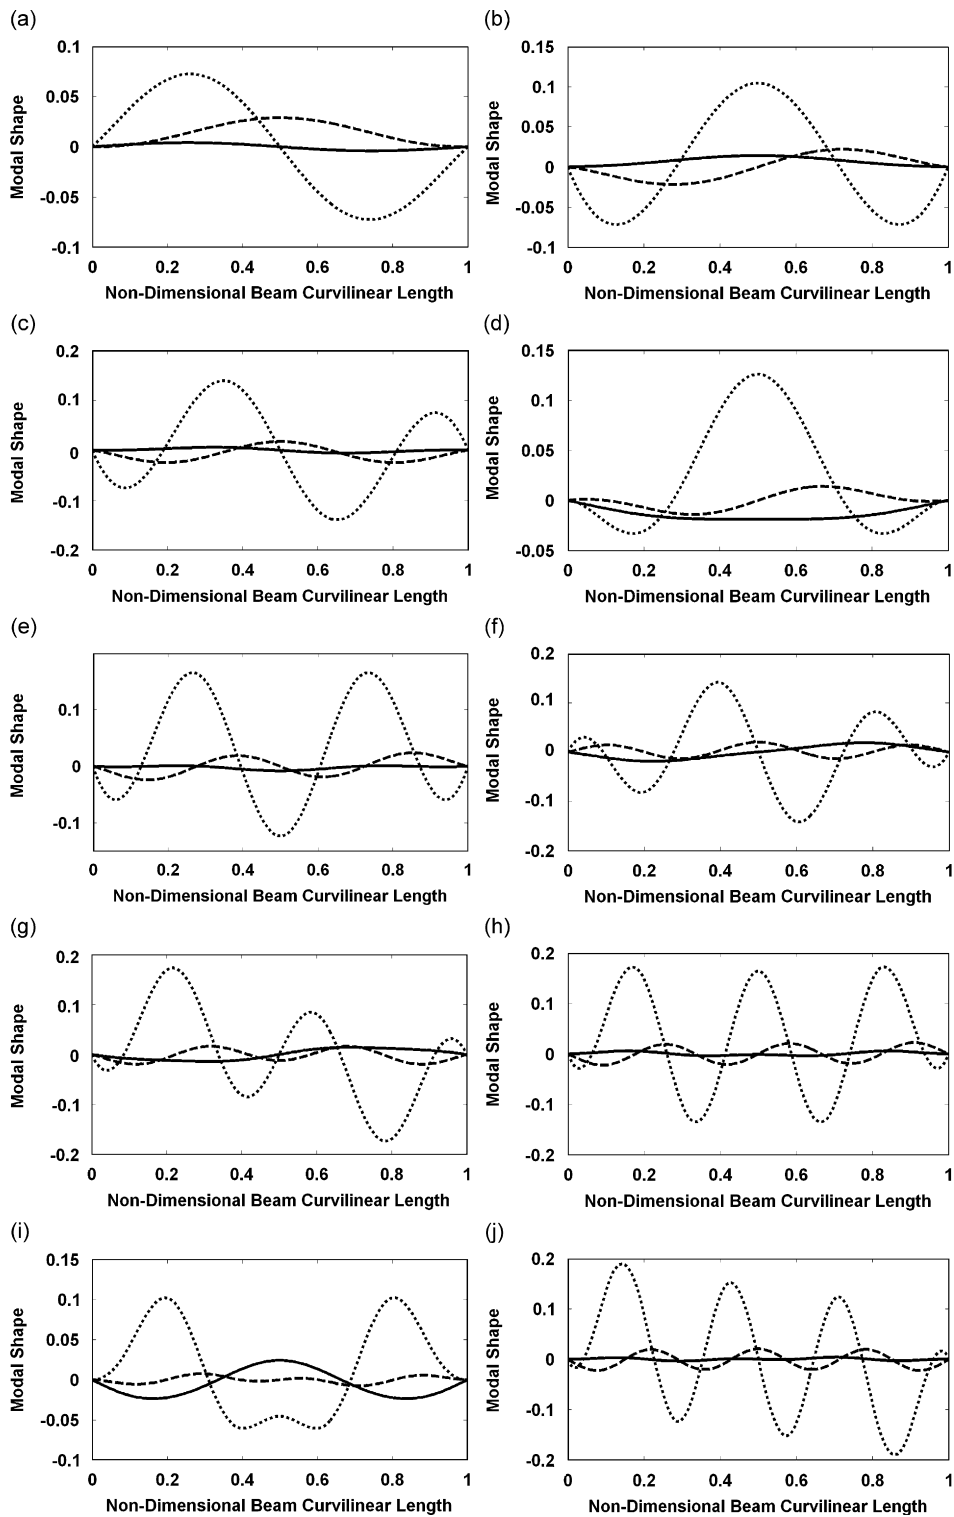 (a)
0.1
0.05
0
-0.05
-0.1
Modal Shape
0 0.2 0.4 0.6 0.8 1
Non-Dimensional Beam Curvilinear Length
(b)
0.15
0.1
0.05
0
-0.05
-0.1
Modal Shape
0 0.2 0.4 0.6 0.8 1
Non-Dimensional Beam Curvilinear Length
(c)
0.2
0.1
0
-0.1
-0.2
Modal Shape
0 0.2 0.4 0.6 0.8 1
Non-Dimensional Beam Curvilinear Length
(d)
0.15
0.1
0.05
0
-0.05
Modal Shape
0 0.2 0.4 0.6 0.8 1
Non-Dimensional Beam Curvilinear Length
(e)
0.1
0
-0.1
Modal Shape
0 0.2 0.4 0.6 0.8 1
Non-Dimensional Beam Curvilinear Length
(f)
0.2
0.1
0
-0.1
-0.2
Modal Shape
0 0.2 0.4 0.6 0.8 1
Non-Dimensional Beam Curvilinear Length
(g)
0.2
0.1
0
-0.1
-0.2
Modal Shape
0 0.2 0.4 0.6 0.8 1
Non-Dimensional Beam Curvilinear Length
(h)
0.2
0.1
0
-0.1
-0.2
Modal Shape
0 0.2 0.4 0.6 0.8 1
Non-Dimensional Beam Curvilinear Length
(i)
0.15
0.1
0.05
0
-0.05
-0.1
Modal Shape
0 0.2 0.4 0.6 0.8 1
Non-Dimensional Beam Curvilinear Length
(j)
0.2
0.1
0
-0.1
-0.2
Modal Shape
0 0.2 0.4 0.6 0.8 1
Non-Dimensional Beam Curvilinear Length